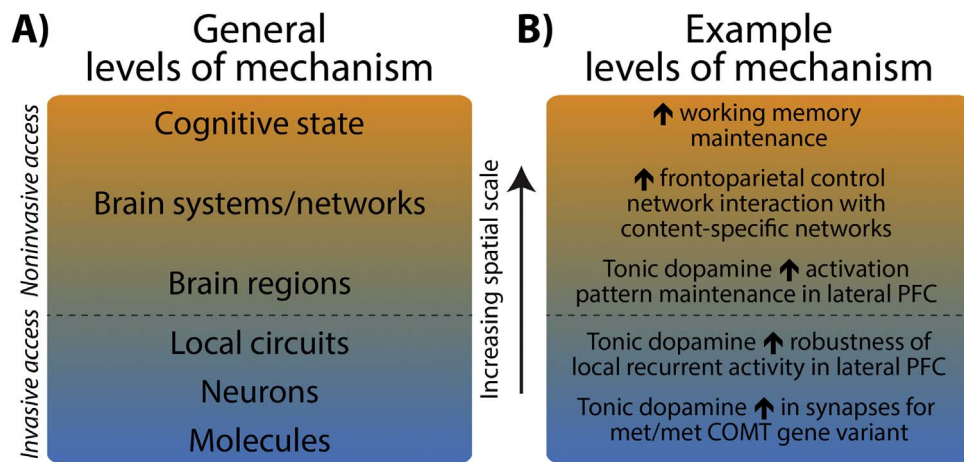 A)
General
levels of mechanism
Noninvasive access
Invasive access
Cognitive state
Brain systems/networks
Brain regions
Local circuits
Neurons
Molecules
Increasing spatial scale
B)
Example
levels of mechanism
↑ working memory
maintenance
↑ frontoparietal control
network interaction with
content-specific networks
Tonic dopamine ↑ activation
pattern maintenance in lateral PFC
Tonic dopamine ↑ robustness of
local recurrent activity in lateral PFC
Tonic dopamine ↑ in synapses for
met/met COMT gene variant